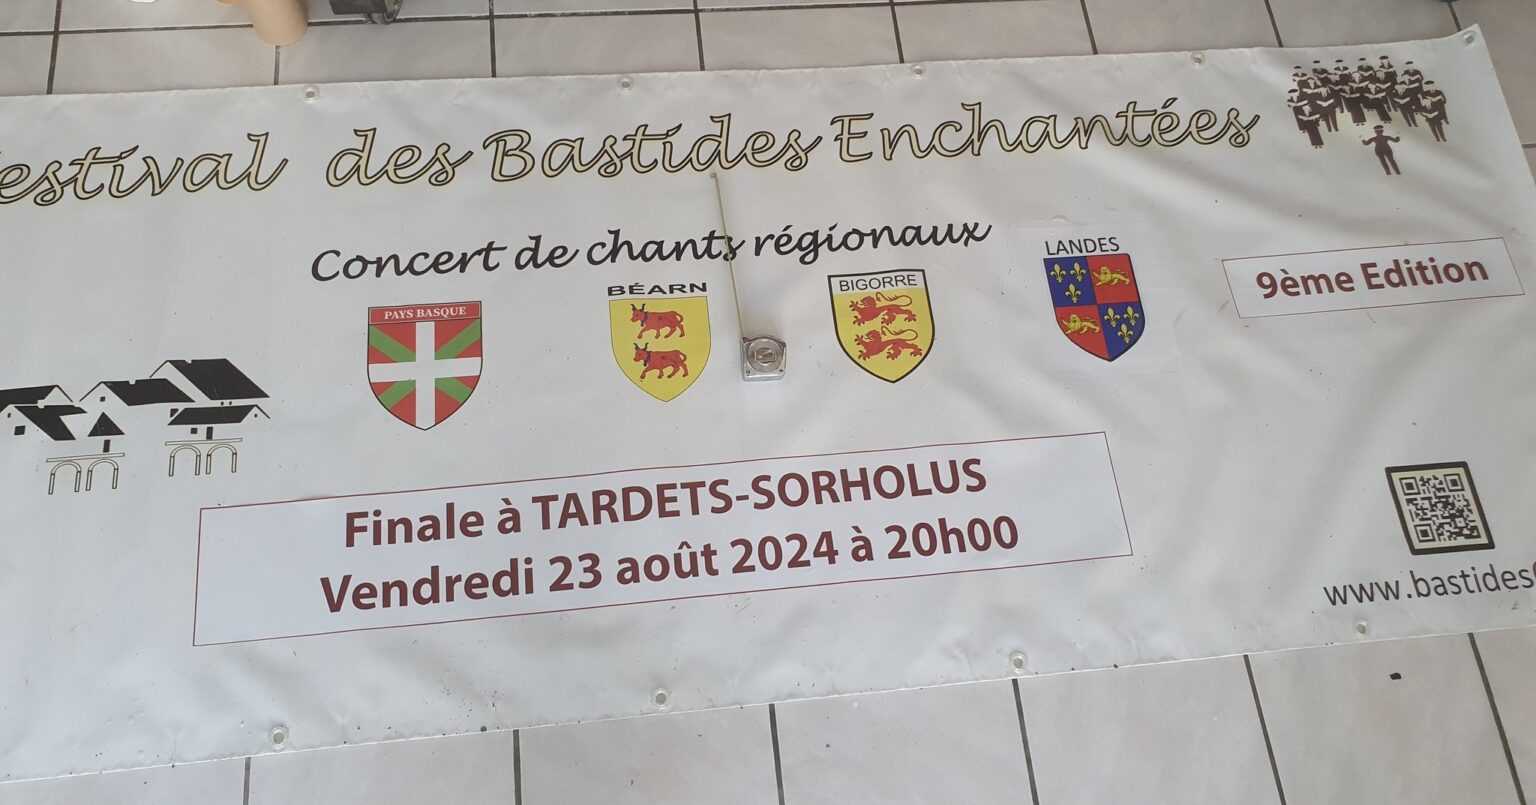 estival des Bastides Enchantées
Concert de chants régionaux
PAYS BASQUE
BÉARN
BIGORRE
LANDES
9ème Edition
Finale à TARDETS-SORHOLUS
Vendredi 23 août 2024 à 20h00
www.bastides